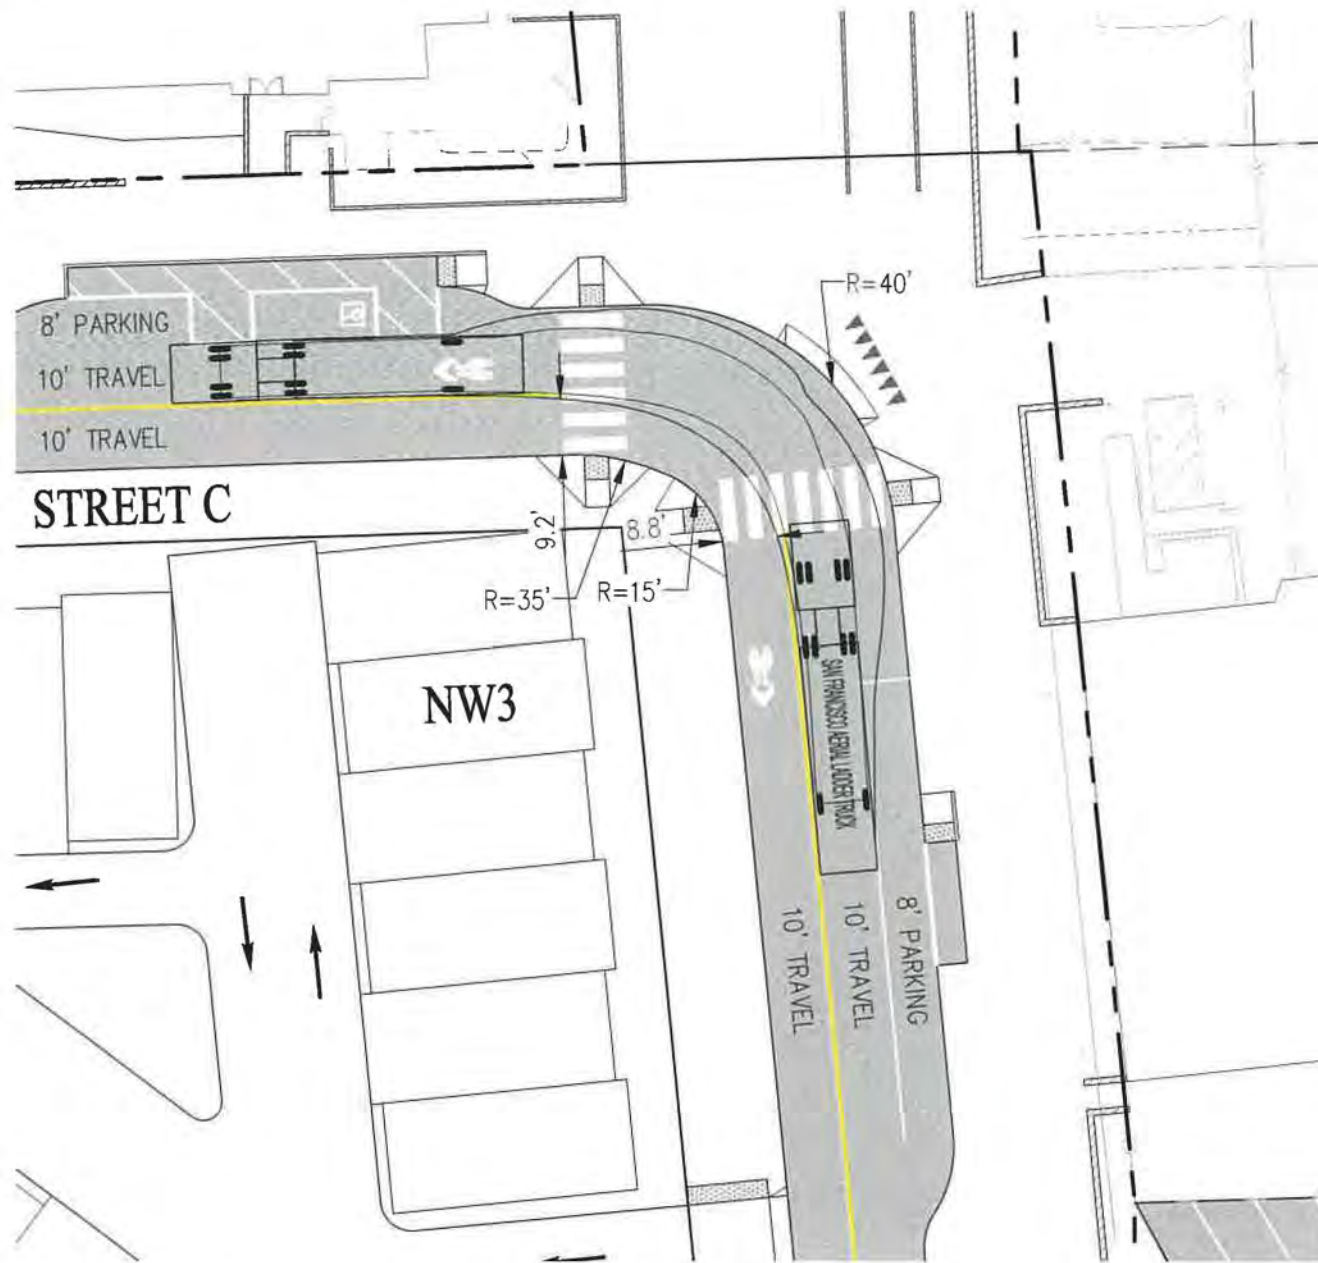 R=40'
8' PARKING
10' TRAVEL
10' TRAVEL
STREET C
9.2'
8.8'
R=35'
R=15'
NW3
SAN FRANCISCO AERIAL LADDER TRUCK
10' TRAVEL
10' TRAVEL
8' PARKING